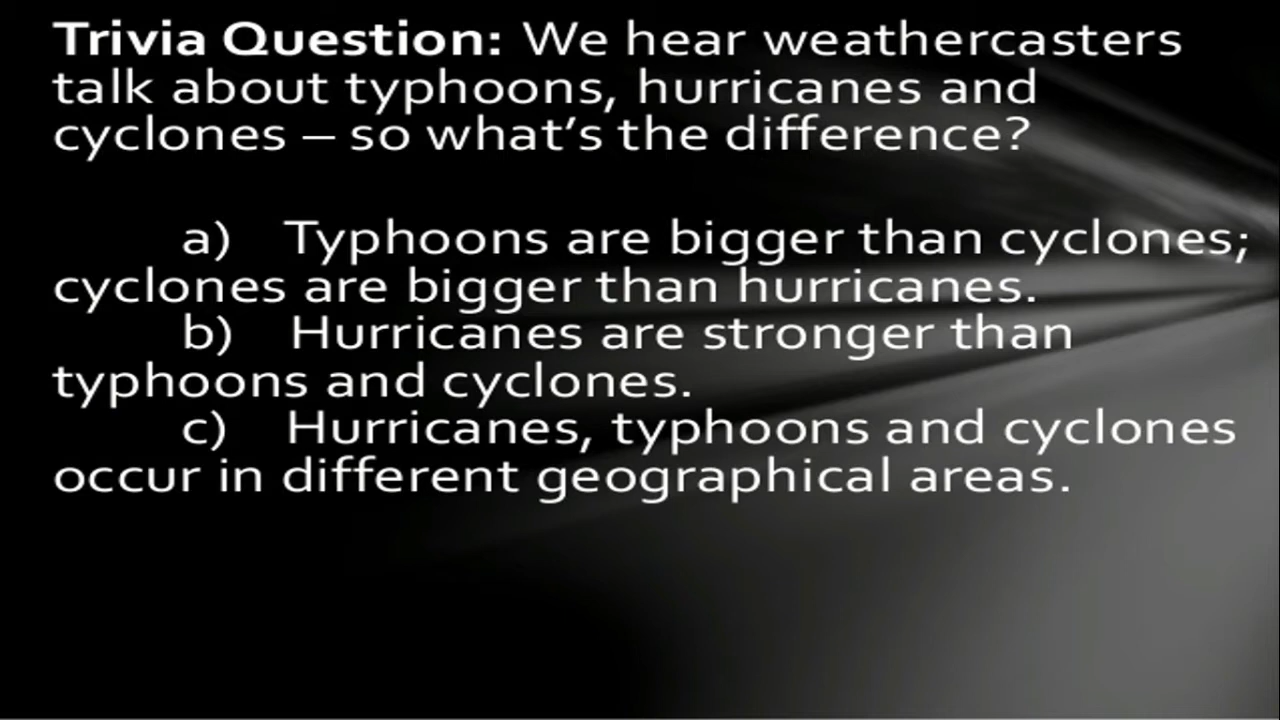 Trivia Question: We hear weathercasters
talk about typhoons, hurricanes and
cyclones – so what's the difference?
a) Typhoons are bigger than cyclones;
cyclones are bigger than hurricanes.
b) Hurricanes are stronger than
typhoons and cyclones.
c) Hurricanes, typhoons and cyclones
occur in different geographical areas.